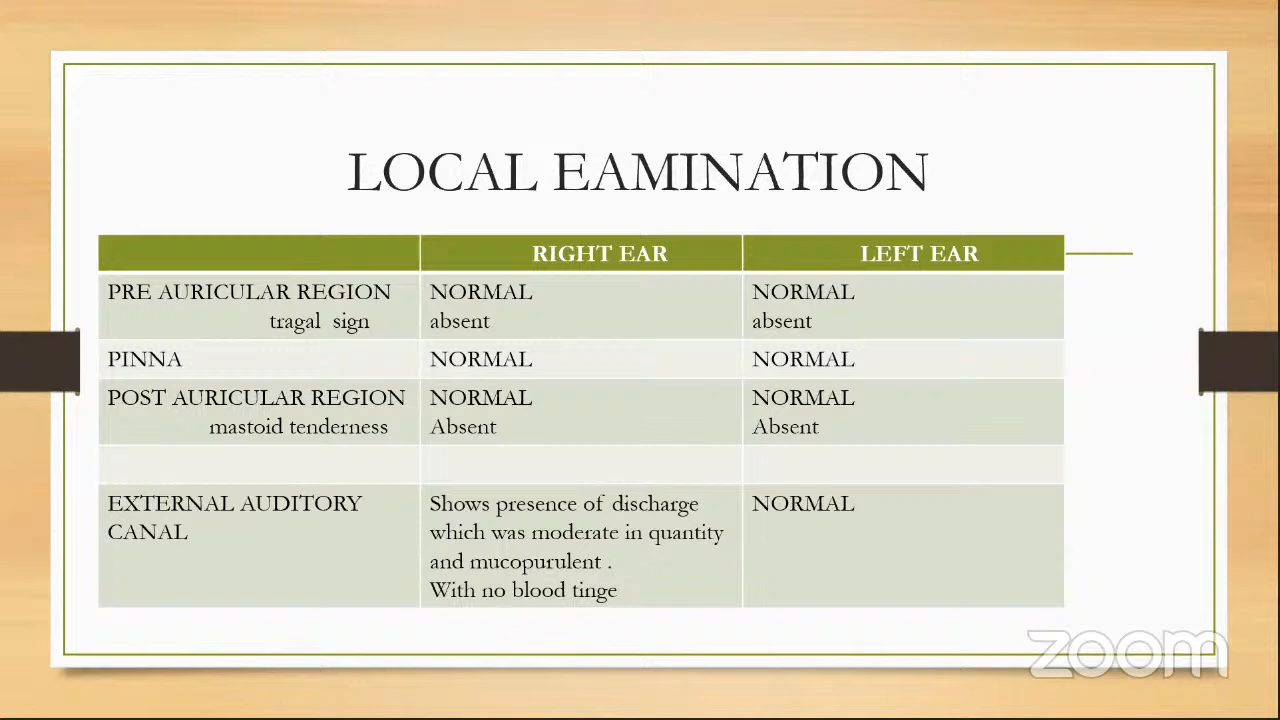 LOCAL EAMINATION
RIGHT EAR LEFT EAR
PRE AURICULAR REGION NORMAL NORMAL
tragal sign absent absent
PINNA NORMAL NORMAL
POST AURICULAR REGION NORMAL NORMAL
mastoid tenderness Absent Absent
EXTERNAL AUDITORY Shows presence of discharge NORMAL
CANAL which was moderate in quantity
and mucopurulent .
With no blood tinge
zoom